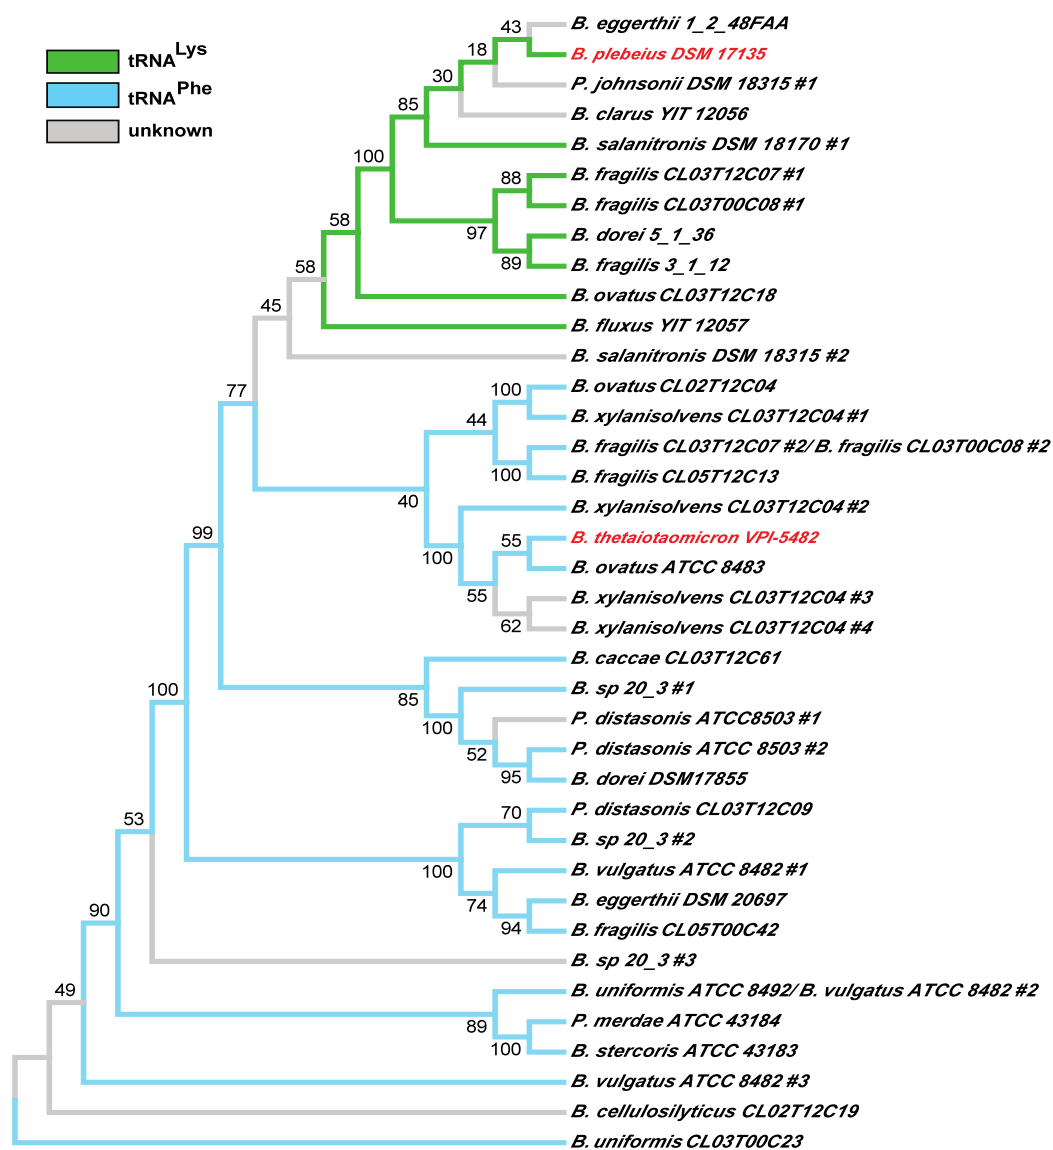 tRNALys
tRNAPhe
unknown
43
B. eggerthii 1_2_48FAA
B. plebeius DSM 17135
18
P. johnsonii DSM 18315 #1
30
B. clarus YIT 12056
85
B. salanitronis DSM 18170 #1
100
88
B. fragilis CL03T12C07 #1
B. fragilis CL03T00C08 #1
58
97
B. dorei 5_1_36
89
B. fragilis 3_1_12
58
B. ovatus CL03T12C18
45
B. fluxus YIT 12057
B. salanitronis DSM 18315 #2
77
100
B. ovatus CL02T12C04
44
B. xylanisolvens CL03T12C04 #1
B. fragilis CL03T12C07 #2/ B. fragilis CL03T00C08 #2
100
B. fragilis CL05T12C13
40
B. xylanisolvens CL03T12C04 #2
99
100
55
B. thetaiotaomicron VPI-5482
B. ovatus ATCC 8483
55
B. xylanisolvens CL03T12C04 #3
62
B. xylanisolvens CL03T12C04 #4
B. caccae CL03T12C61
100
85
B. sp 20_3 #1
100
P. distasonis ATCC8503 #1
52
P. distasonis ATCC 8503 #2
95
B. dorei DSM17855
53
70
P. distasonis CL03T12C09
B. sp 20_3 #2
100
B. vulgatus ATCC 8482 #1
74
B. eggerthii DSM 20697
90
94
B. fragilis CL05T00C42
B. sp 20_3 #3
49
B. uniformis ATCC 8492/ B. vulgatus ATCC 8482 #2
89
P. merdae ATCC 43184
100
B. stercoris ATCC 43183
B. vulgatus ATCC 8482 #3
B. cellulosilyticus CL02T12C19
B. uniformis CL03T00C23